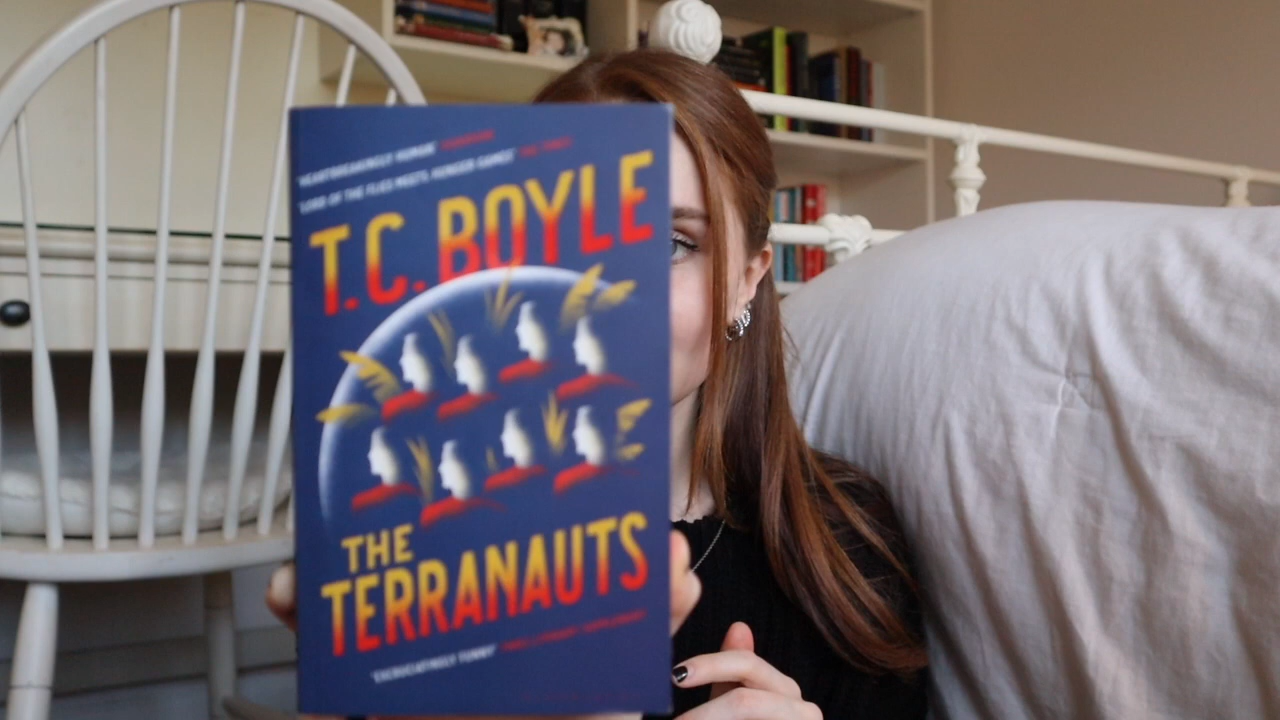 'HEARTBREAKINGLY HUMAN'
'LORD OF THE FLIES MEETS HUNGER GAMES'
T.C. BOYLE
THE
TERRANAUTS
'EXCRUCIATINGLY FUNNY'